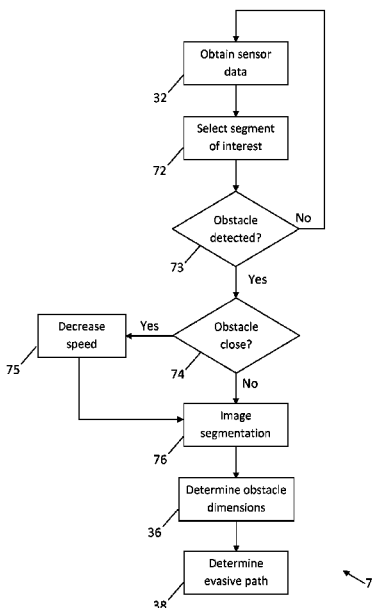 Obtain sensor
data
32
Select segment
of interest
72
Obstacle
detected?
No
73
Yes
Decrease
speed
Yes
Obstacle
close?
75
74
No
Image
segmentation
76
Determine obstacle
dimensions
36
Determine
evasive path
38
7